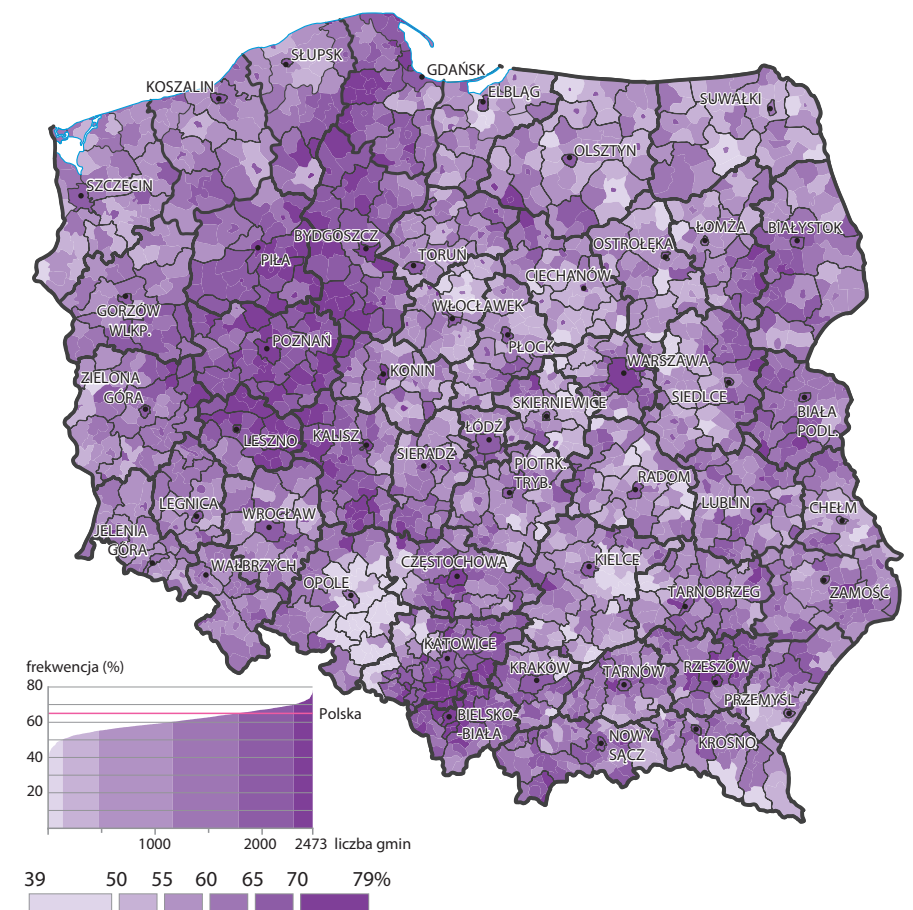 SŁUPSK
GDAŃSK
KOSZALIN
ELBLĄG
SUWAŁKI
OLSZTYN
SZCZECIN
BYDGOSZCZ
ŁOMŻA
BIAŁYSTOK
OSTROŁĘKA
PIŁA
TORUŃ
CIECHANÓW
GORZÓW
WLKP.
WŁOCŁAWEK
POZNAŃ
PŁOCK
WARSZAWA
ZIELONA
GÓRA
KONIN
SIEDLCE
SKIERNIEWICE
BIAŁA
PODL.
LESZNO
KALISZ
ŁÓDŹ
SIERADZ
PIOTRK.
TRYB.
RADOM
LEGNICA
WROCŁAW
LUBLIN
CHEŁM
JELENIA
GÓRA
WAŁBRZYCH
OPOLE
CZĘSTOCHOWA
KIELCE
TARNOBRZEG
ZAMOŚĆ
KATOWICE
KRAKÓW
TARNÓW
RZESZÓW
PRZEMYŚL
BIELSKO-
-BIAŁA
NOWY
SĄCZ
KROSNO
frekwencja (%)
80
Polska
60
40
20
1000 2000 2473 liczba gmin
39 50 55 60 65 70 79%